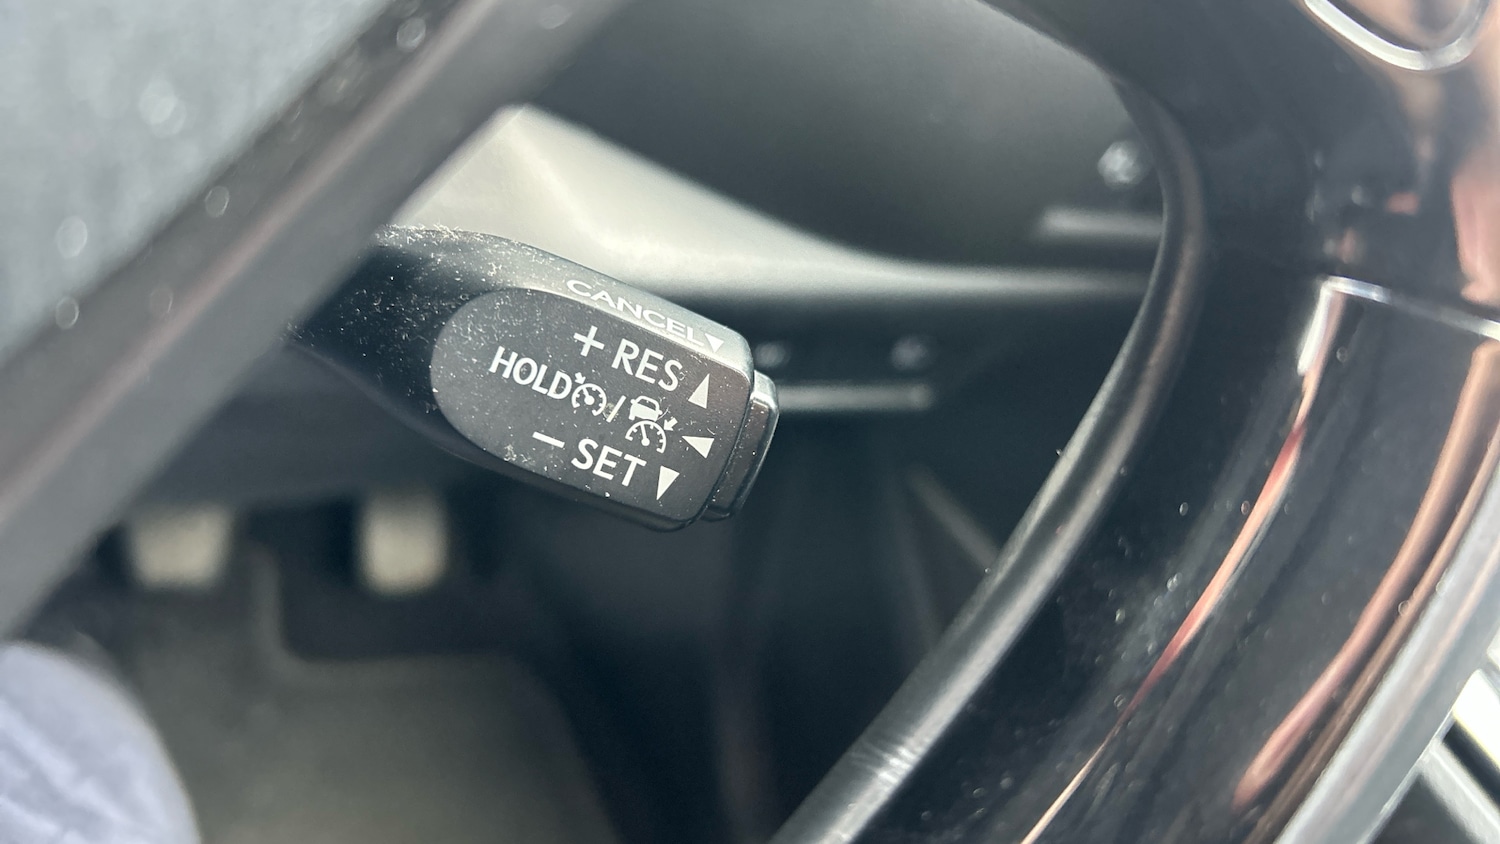 CANCEL▼
+ RES ▲
HOLD / ◀
− SET ▼